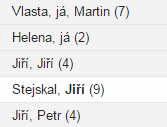 Vlasta, já, Martin (7)
Helena, já (2)
Jiří, Jiří (4)
Stejskal, Jiří (9)
Jiří, Petr (4)